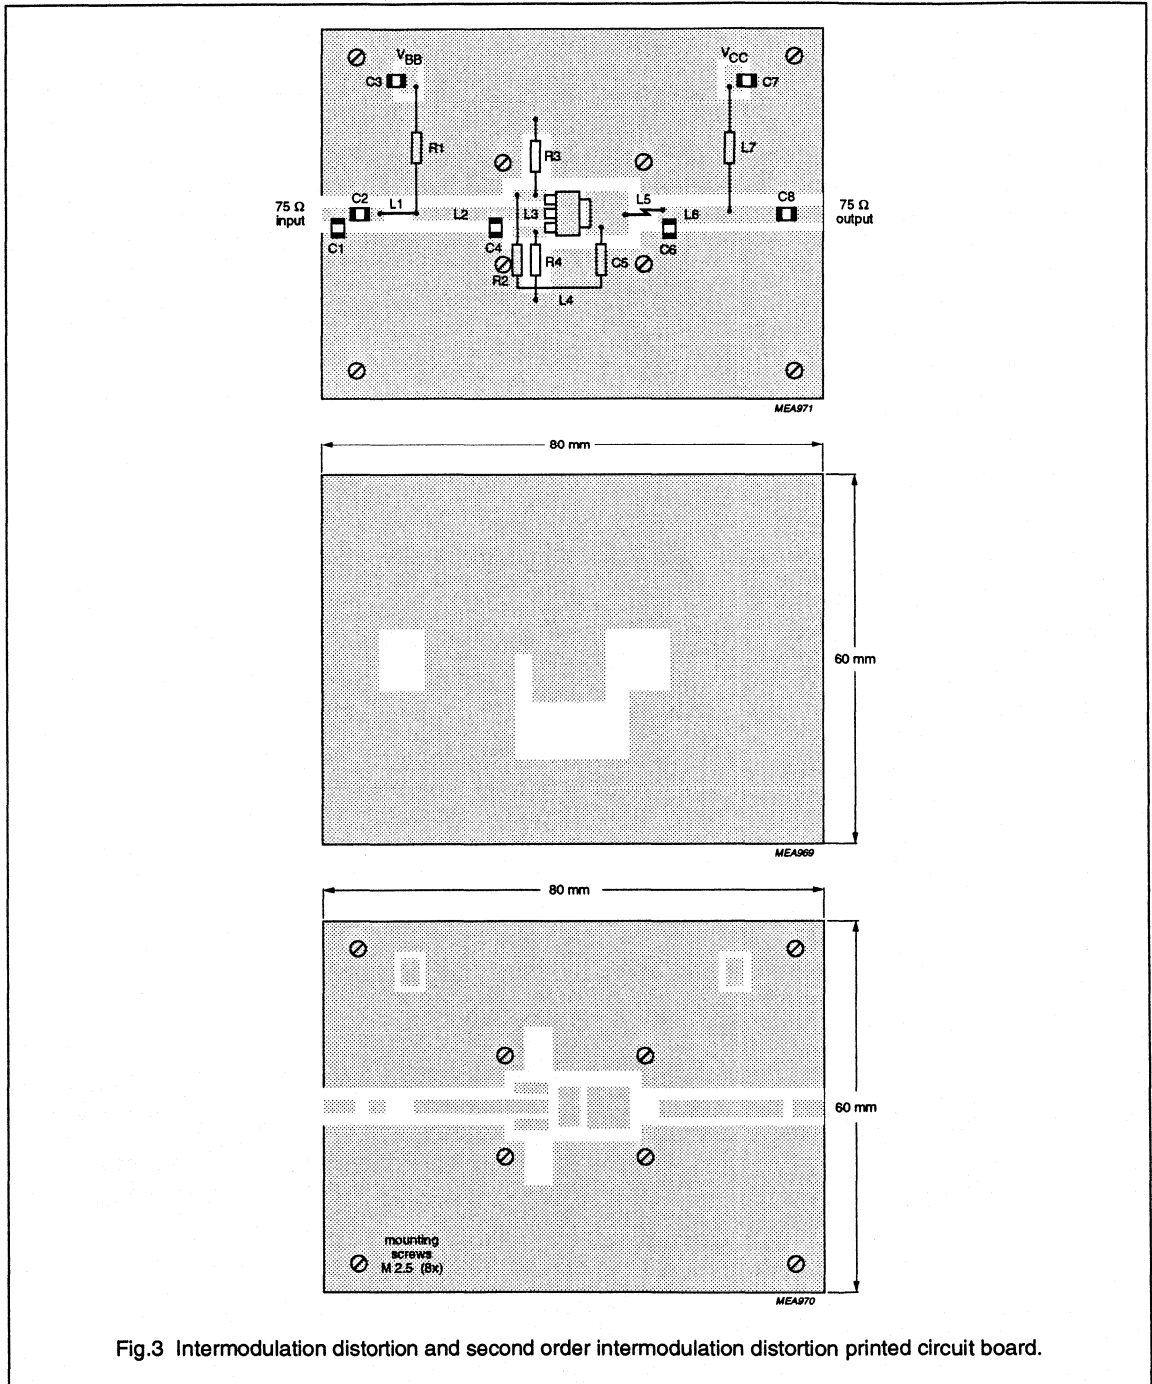 V_BB
V_CC
C3
C7
R1
R3
L7
75 Ω
input
C2
L1
L2
L3
L5
L6
C8
75 Ω
output
C1
C4
C6
R2
R4
C5
L4
MEA971
80 mm
60 mm
MEA969
80 mm
60 mm
mounting
screws
M 2.5 (8x)
MEA970
Fig.3 Intermodulation distortion and second order intermodulation distortion printed circuit board.